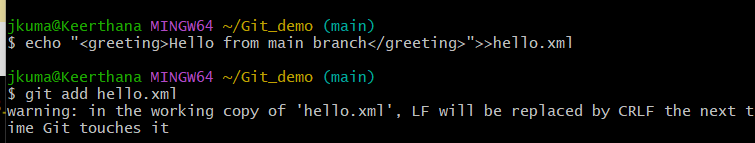 jkuma@Keerthana MINGW64 ~/Git_demo (main)
$ echo "<greeting>Hello from main branch</greeting>">>hello.xml
jkuma@Keerthana MINGW64 ~/Git_demo (main)
$ git add hello.xml
warning: in the working copy of 'hello.xml', LF will be replaced by CRLF the next t
ime Git touches it